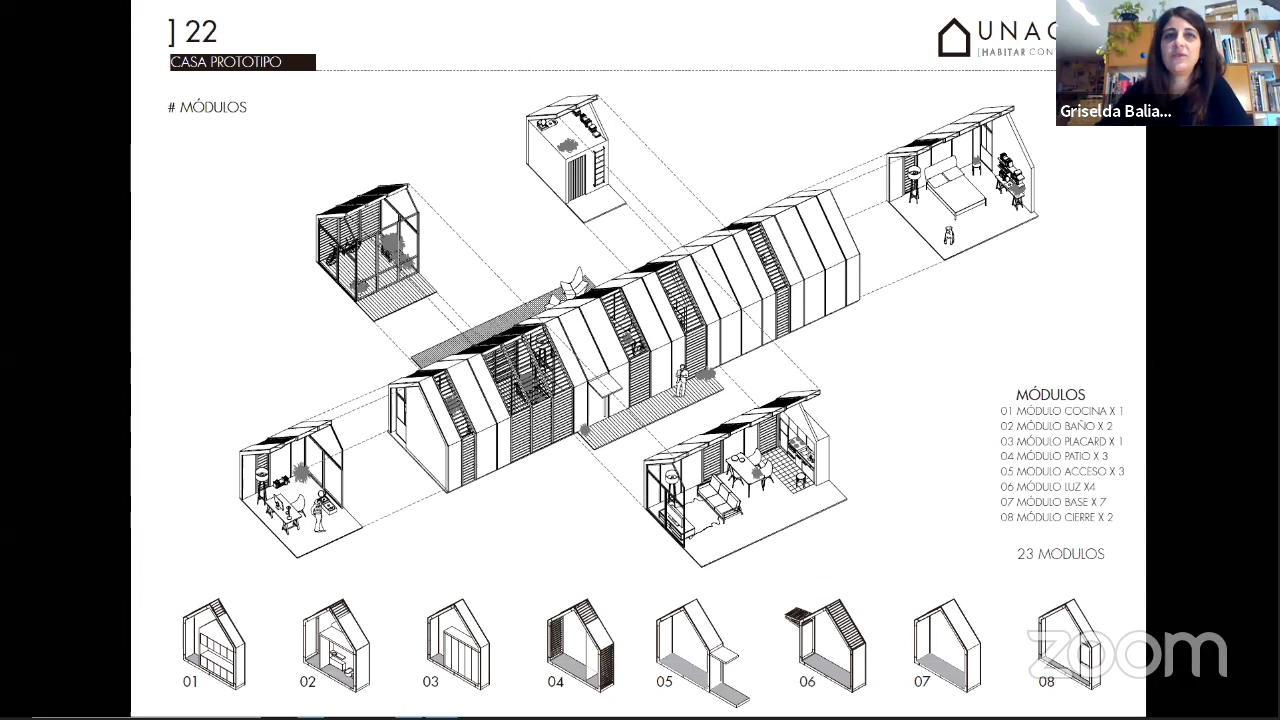 ] 22
CASA PROTOTIPO
UNAC
[HABITAR CON
Griselda Balia...
# MÓDULOS
MÓDULOS
01 MÓDULO COCINA X 1
02 MÓDULO BAÑO X 2
03 MÓDULO PLACARD X 1
04 MÓDULO PATIO X 3
05 MODULO ACCESO X 3
06 MÓDULO LUZ X4
07 MÓDULO BASE X 7
08 MÓDULO CIERRE X 2
23 MODULOS
01 02 03 04 05 06 07 08
zoom